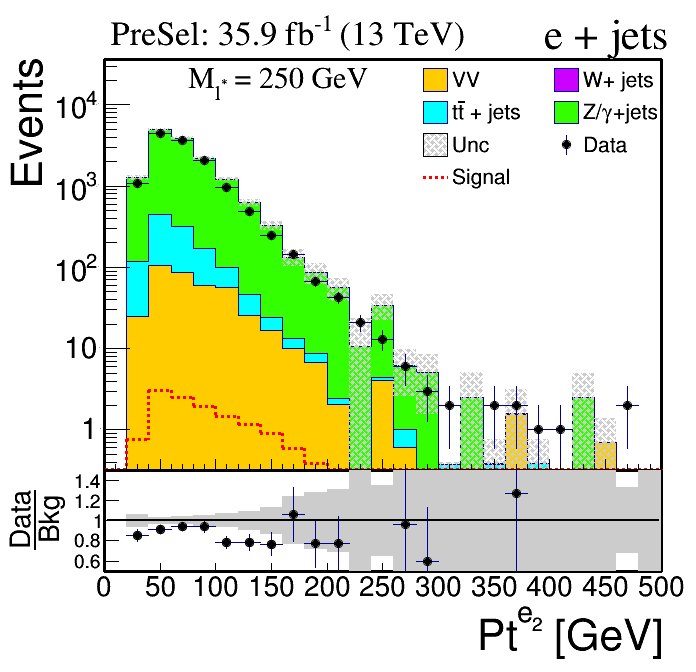 PreSel: 35.9 fb⁻¹ (13 TeV) e + jets
M_l* = 250 GeV
VV W+ jets
tt̄ + jets Z/γ+jets
Unc Data
Signal
Events
10⁴
10³
10²
10
1
Data
Bkg
1.4
1.2
1
0.8
0.6
0 50 100 150 200 250 300 350 400 450 500
Pt^e₂ [GeV]